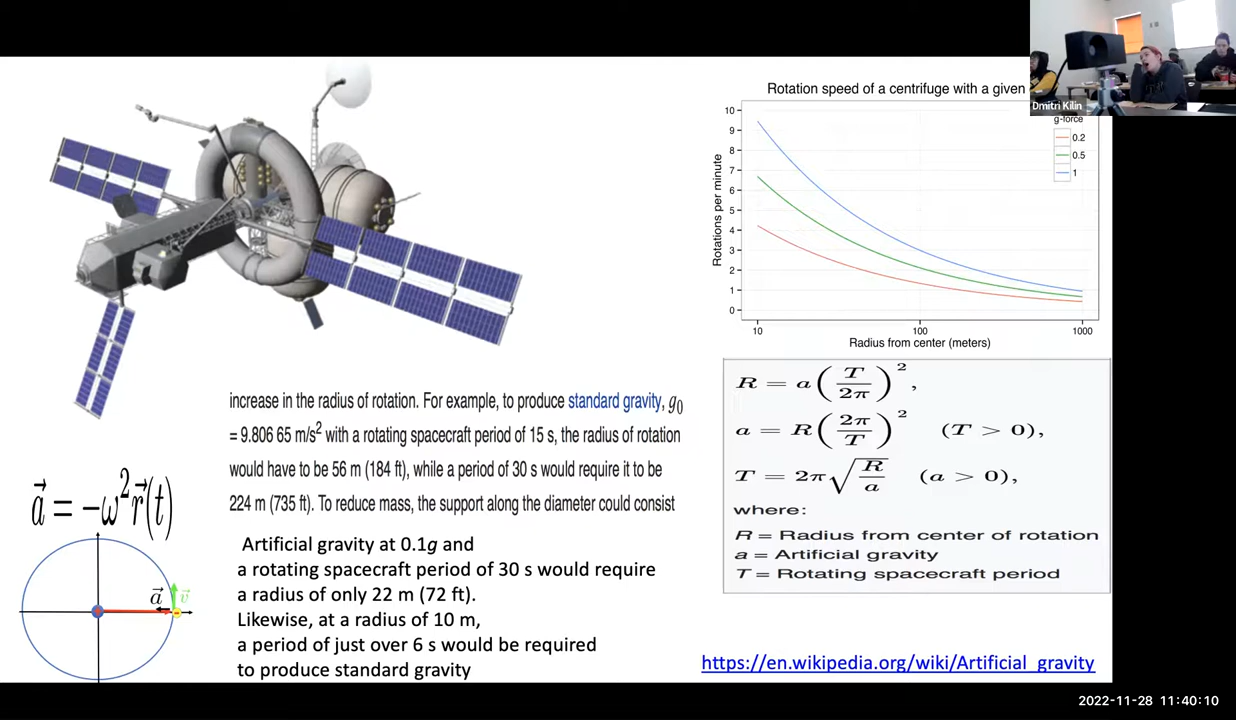 Dmitri Kilin
Rotation speed of a centrifuge with a given
Rotations per minute
10
9
8
7
6
5
4
3
2
1
0
10 100 1000
Radius from center (meters)
g-force
0.2
0.5
1
R = a(T/2π)²,
a = R(2π/T)² (T > 0),
T = 2π√(R/a) (a > 0),
where:
R = Radius from center of rotation
a = Artificial gravity
T = Rotating spacecraft period
increase in the radius of rotation. For example, to produce standard gravity, g₀
= 9.806 65 m/s² with a rotating spacecraft period of 15 s, the radius of rotation
would have to be 56 m (184 ft), while a period of 30 s would require it to be
224 m (735 ft). To reduce mass, the support along the diameter could consist
a⃗ = −ω²r⃗(t)
a⃗
v⃗
Artificial gravity at 0.1g and
a rotating spacecraft period of 30 s would require
a radius of only 22 m (72 ft).
Likewise, at a radius of 10 m,
a period of just over 6 s would be required
to produce standard gravity
https://en.wikipedia.org/wiki/Artificial_gravity
2022-11-28 11:40:10